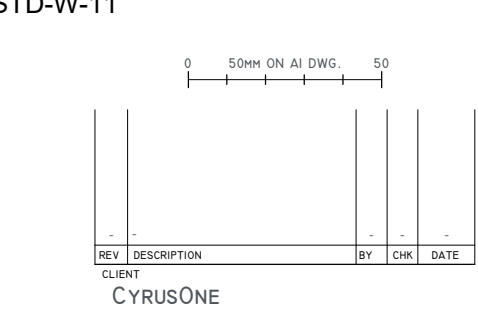 STD-W-11
0 50MM ON A1 DWG. 50
- - - - -
REV DESCRIPTION BY CHK DATE
CLIENT
CYRUSONE